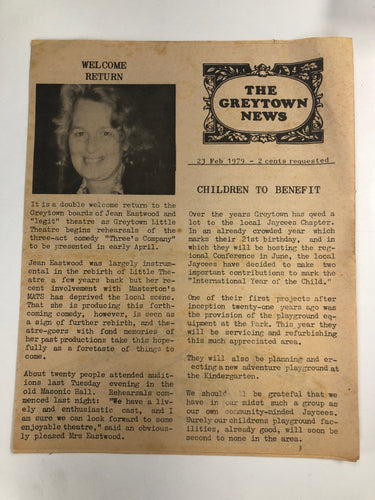 WELCOME
RETURN
It is a double welcome return to the
Greytown boards of Jean Eastwood and
"legit" theatre as Greytown Little
Theatre begins rehearsals of the
three-act comedy "Three's Company"
to be presented in early April.
Jean Eastwood was largely instrum-
ental in the rebirth of Little The-
atre a few years back but her re-
cent involvement with Masterton's
MATS has deprived the local scene.
That she is producing this forth-
coming comedy, however, is seen as
a sign of further rebirth, and the-
atre-goers with fond memories of
her past productions take this hope-
fully as a foretaste of things to
come.
About twenty people attended audit-
ions last Tuesday evening in the
old Masonic Hall. Rehearsals com-
menced last night: "We have a liv-
ely and enthusiastic cast, and I
am sure we can look forward to some
enjoyable theatre," said an obvious-
ly pleased Mrs Eastwood.
THE
GREYTOWN
NEWS
23 Feb 1979 - 2 cents requested
CHILDREN TO BENEFIT
Over the years Greytown has owed a
lot to the local Jaycees Chapter.
In an already crowded year which
marks their 21st birthday, and in
which they will be hosting the reg-
ional Conference in June, the local
Jaycees have decided to make two
important contributions to mark the
"International Year of the Child."
One of their first projects after
inception twenty-one years ago was
the provision of the playground eq-
uipment at the Park. This year they
will be servicing and refurbishing
this much appreciated area.
They will also be planning and er-
ecting a new adventure playground at
the Kindergarten.
We should be grateful that we
have in our midst such a group as
our own community-minded Jaycees.
Surely our childrens playground fac-
ilities, already good, will soon be
second to none in the area.